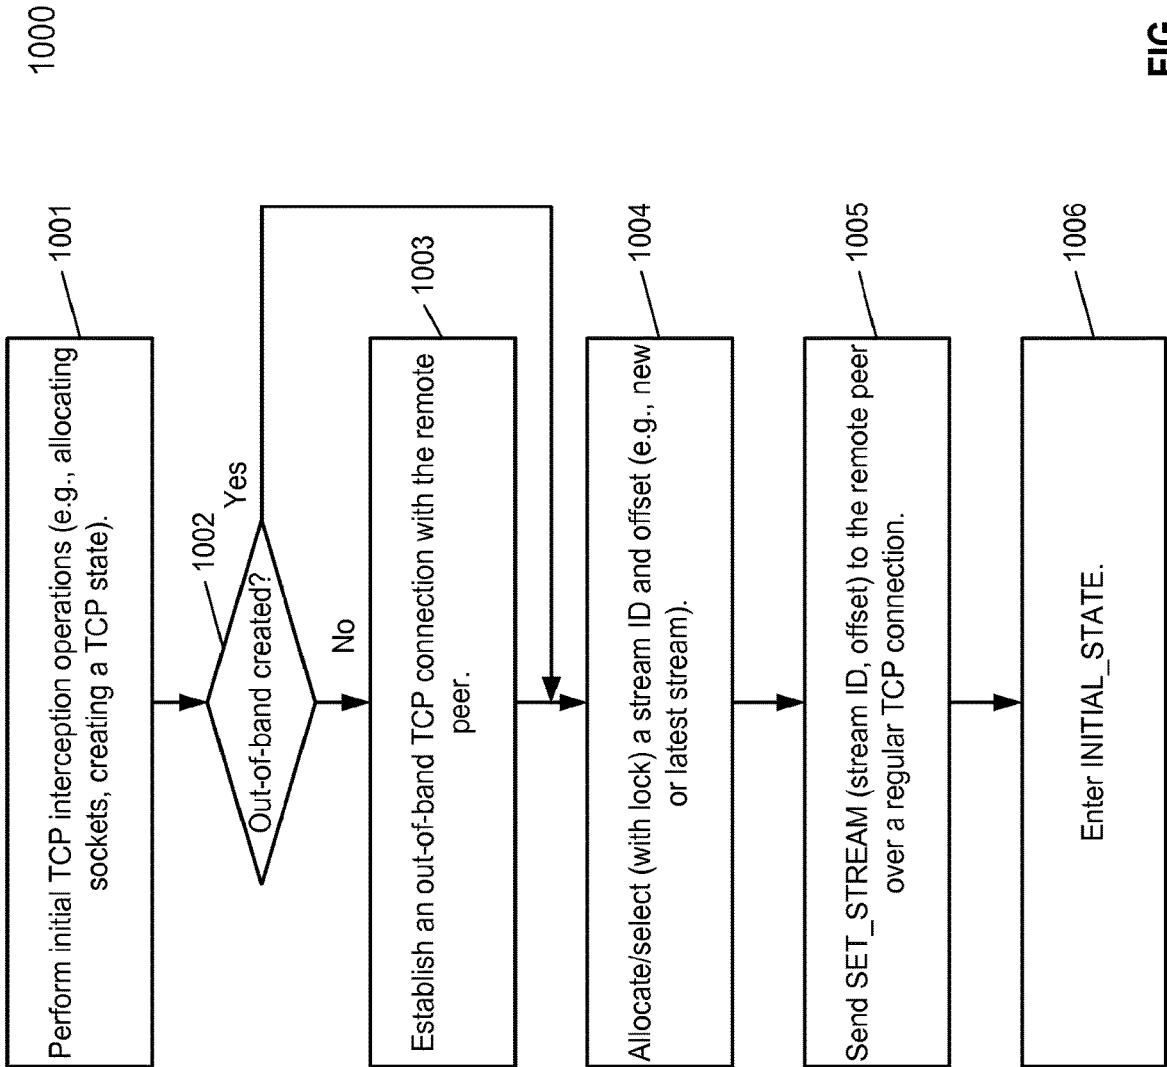 1000
Perform initial TCP interception operations (e.g., allocating
sockets, creating a TCP state).
1001
1002
Out-of-band created?
Yes
No
Establish an out-of-band TCP connection with the remote
peer.
1003
Allocate/select (with lock) a stream ID and offset (e.g., new
or latest stream).
1004
Send SET_STREAM (stream ID, offset) to the remote peer
over a regular TCP connection.
1005
Enter INITIAL_STATE.
1006
FIG